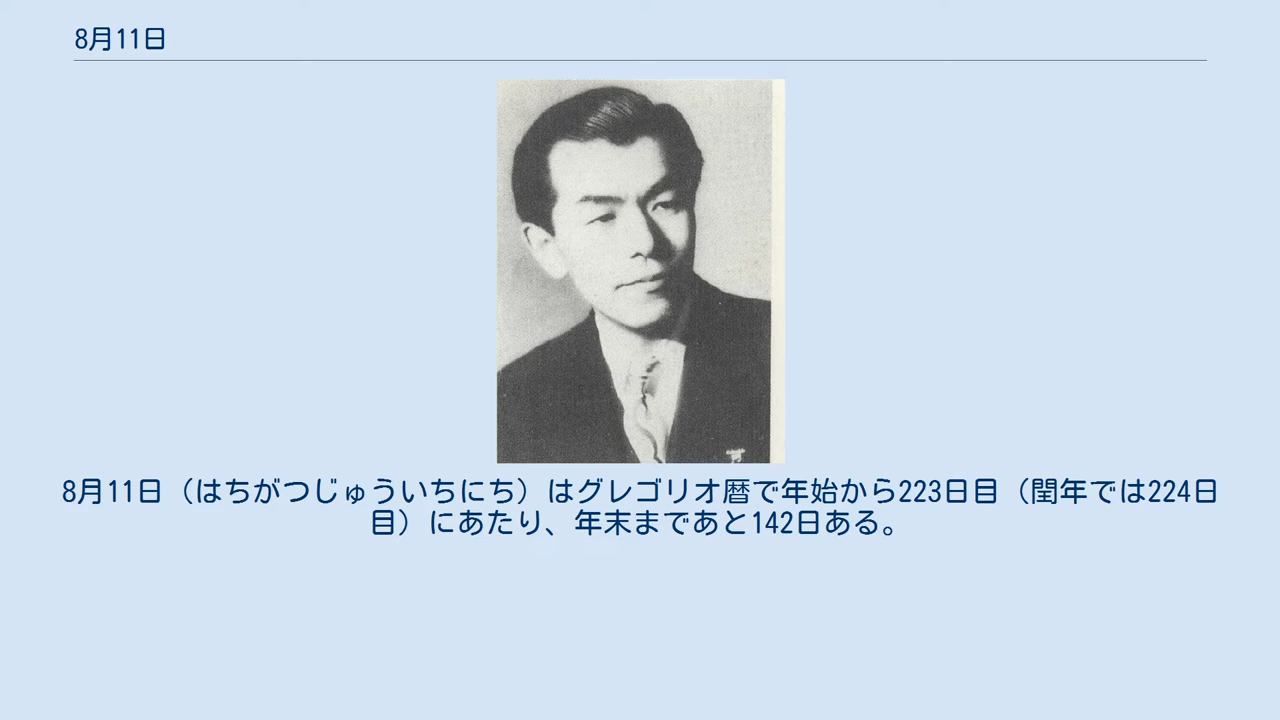 8月11日
8月11日（はちがつじゅういちにち）はグレゴリオ暦で年始から223日目（閏年では224日
目）にあたり、年末まであと142日ある。